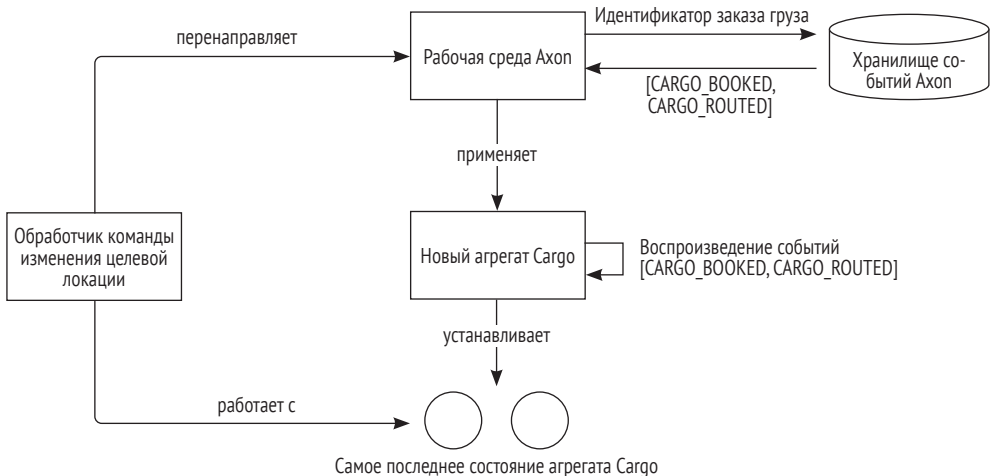 Идентификатор заказа груза
перенаправляет
Рабочая среда Axon
Хранилище со-
бытий Axon
[CARGO_BOOKED,
CARGO_ROUTED]
применяет
Обработчик команды
изменения целевой
локации
Новый агрегат Cargo
Воспроизведение событий
[CARGO_BOOKED, CARGO_ROUTED]
устанавливает
работает с
Самое последнее состояние агрегата Cargo